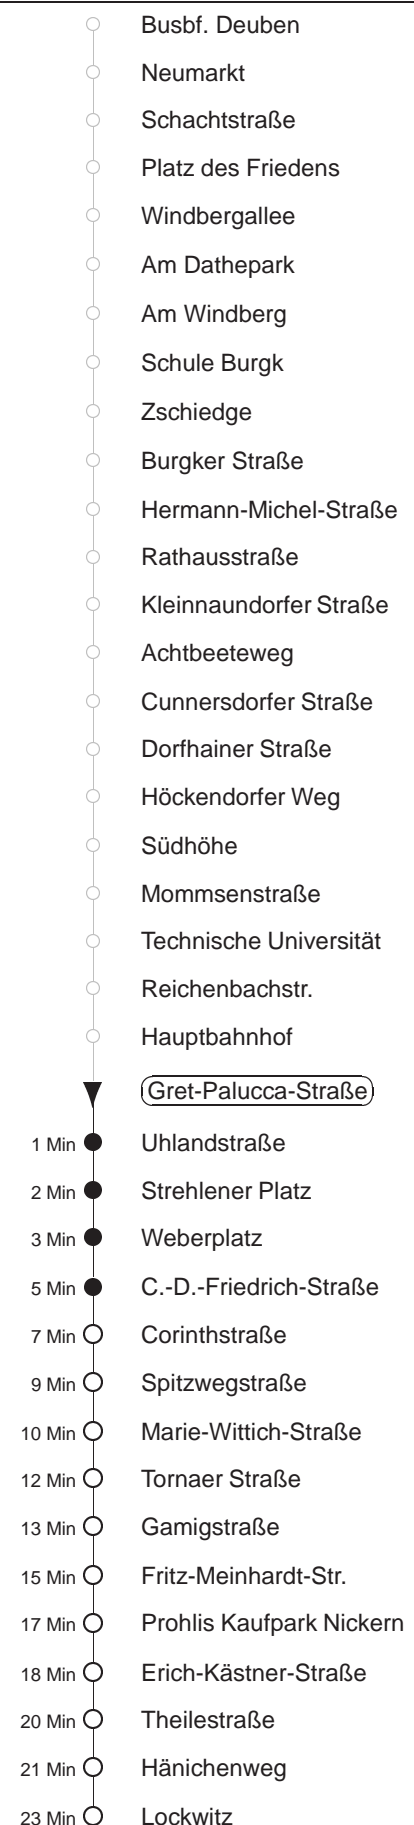 Busbf. Deuben
Neumarkt
Schachtstraße
Platz des Friedens
Windbergallee
Am Dathepark
Am Windberg
Schule Burgk
Zschiedge
Burgker Straße
Hermann-Michel-Straße
Rathausstraße
Kleinnaundorfer Straße
Achtbeeteweg
Cunnersdorfer Straße
Dorfhainer Straße
Höckendorfer Weg
Südhöhe
Mommsenstraße
Technische Universität
Reichenbachstr.
Hauptbahnhof
Gret-Palucca-Straße
1 Min Uhlandstraße
2 Min Strehlener Platz
3 Min Weberplatz
5 Min C.-D.-Friedrich-Straße
7 Min Corinthstraße
9 Min Spitzwegstraße
10 Min Marie-Wittich-Straße
12 Min Tornaer Straße
13 Min Gamigstraße
15 Min Fritz-Meinhardt-Str.
17 Min Prohlis Kaufpark Nickern
18 Min Erich-Kästner-Straße
20 Min Theilestraße
21 Min Hänichenweg
23 Min Lockwitz